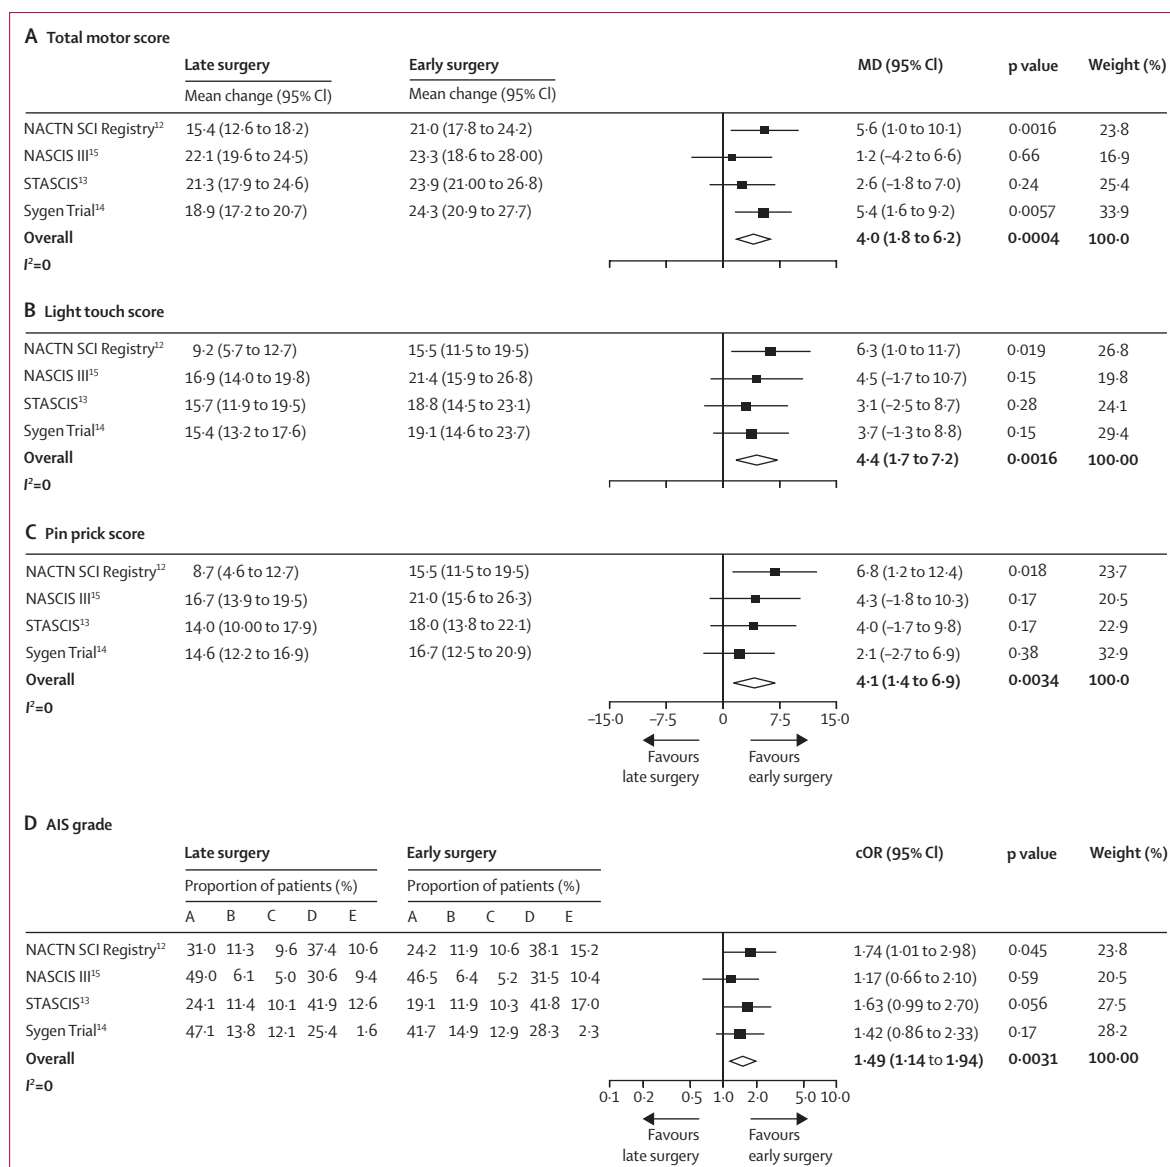 A Total motor score
Late surgery Early surgery MD (95% CI) p value Weight (%)
Mean change (95% CI) Mean change (95% CI)
NACTN SCI Registry¹² 15·4 (12·6 to 18·2) 21·0 (17·8 to 24·2) 5·6 (1·0 to 10·1) 0·0016 23·8
NASCIS III¹⁵ 22·1 (19·6 to 24·5) 23·3 (18·6 to 28·00) 1·2 (–4·2 to 6·6) 0·66 16·9
STASCIS¹³ 21·3 (17·9 to 24·6) 23·9 (21·00 to 26·8) 2·6 (–1·8 to 7·0) 0·24 25·4
Sygen Trial¹⁴ 18·9 (17·2 to 20·7) 24·3 (20·9 to 27·7) 5·4 (1·6 to 9·2) 0·0057 33·9
Overall 4·0 (1·8 to 6·2) 0·0004 100·0
I²=0
B Light touch score
NACTN SCI Registry¹² 9·2 (5·7 to 12·7) 15·5 (11·5 to 19·5) 6·3 (1·0 to 11·7) 0·019 26·8
NASCIS III¹⁵ 16·9 (14·0 to 19·8) 21·4 (15·9 to 26·8) 4·5 (–1·7 to 10·7) 0·15 19·8
STASCIS¹³ 15·7 (11·9 to 19·5) 18·8 (14·5 to 23·1) 3·1 (–2·5 to 8·7) 0·28 24·1
Sygen Trial¹⁴ 15·4 (13·2 to 17·6) 19·1 (14·6 to 23·7) 3·7 (–1·3 to 8·8) 0·15 29·4
Overall 4·4 (1·7 to 7·2) 0·0016 100·00
I²=0
C Pin prick score
NACTN SCI Registry¹² 8·7 (4·6 to 12·7) 15·5 (11·5 to 19·5) 6·8 (1·2 to 12·4) 0·018 23·7
NASCIS III¹⁵ 16·7 (13·9 to 19·5) 21·0 (15·6 to 26·3) 4·3 (–1·8 to 10·3) 0·17 20·5
STASCIS¹³ 14·0 (10·00 to 17·9) 18·0 (13·8 to 22·1) 4·0 (–1·7 to 9·8) 0·17 22·9
Sygen Trial¹⁴ 14·6 (12·2 to 16·9) 16·7 (12·5 to 20·9) 2·1 (–2·7 to 6·9) 0·38 32·9
Overall 4·1 (1·4 to 6·9) 0·0034 100·0
I²=0
–15·0 –7·5 0 7·5 15·0
Favours Favours
late surgery early surgery
D AIS grade
Late surgery Early surgery cOR (95% CI) p value Weight (%)
Proportion of patients (%) Proportion of patients (%)
A B C D E A B C D E
NACTN SCI Registry¹² 31·0 11·3 9·6 37·4 10·6 24·2 11·9 10·6 38·1 15·2 1·74 (1·01 to 2·98) 0·045 23·8
NASCIS III¹⁵ 49·0 6·1 5·0 30·6 9·4 46·5 6·4 5·2 31·5 10·4 1·17 (0·66 to 2·10) 0·59 20·5
STASCIS¹³ 24·1 11·4 10·1 41·9 12·6 19·1 11·9 10·3 41·8 17·0 1·63 (0·99 to 2·70) 0·056 27·5
Sygen Trial¹⁴ 47·1 13·8 12·1 25·4 1·6 41·7 14·9 12·9 28·3 2·3 1·42 (0·86 to 2·33) 0·17 28·2
Overall 1·49 (1·14 to 1·94) 0·0031 100·00
I²=0
0·1 0·2 0·5 1·0 2·0 5·0 10·0
Favours Favours
late surgery early surgery